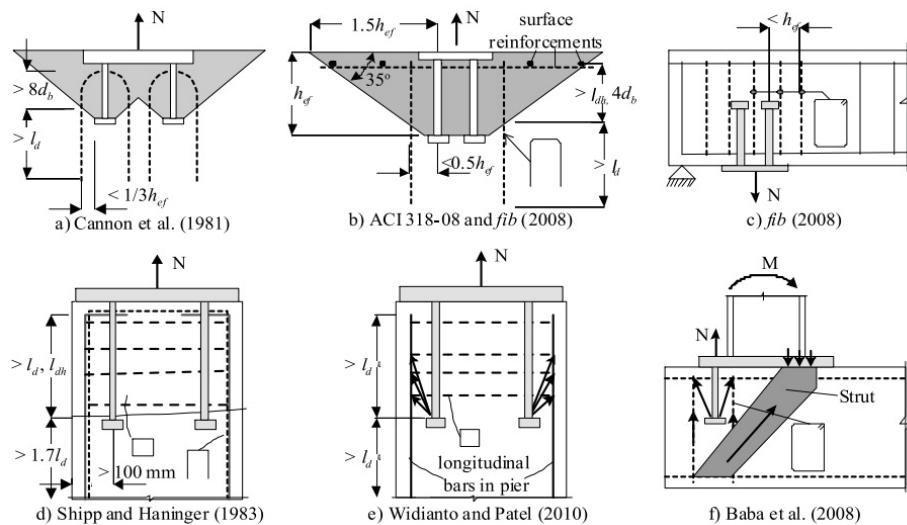 N
> 8d_b
> l_d
< 1/3h_ef
a) Cannon et al. (1981)
1.5h_ef
N
surface
reinforcements
35°
h_ef
> l_dh, 4d_b
<0.5h_ef
> l_d
b) ACI 318-08 and fib (2008)
< h_ef
N
c) fib (2008)
N
> l_d, l_dh
> 1.7l_d
> 100 mm
d) Shipp and Haninger (1983)
N
> l_d
> l_d
longitudinal
bars in pier
e) Widianto and Patel (2010)
M
N
Strut
f) Baba et al. (2008)